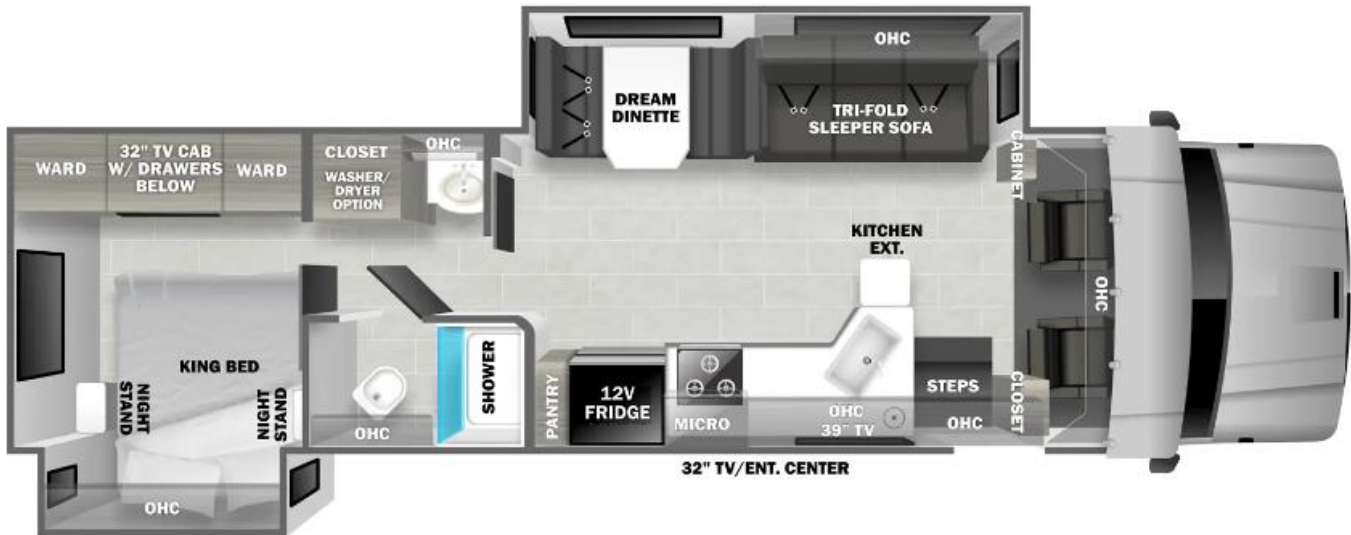 OHC
DREAM
DINETTE
TRI-FOLD
SLEEPER SOFA
WARD
32" TV CAB
W/ DRAWERS
BELOW
WARD
CLOSET
WASHER/
DRYER
OPTION
OHC
CABINET
KITCHEN
EXT.
OHC
KING BED
NIGHT
STAND
NIGHT
STAND
OHC
SHOWER
PANTRY
12V
FRIDGE
MICRO
OHC
39" TV
STEPS
OHC
CLOSET
32" TV/ENT. CENTER
OHC